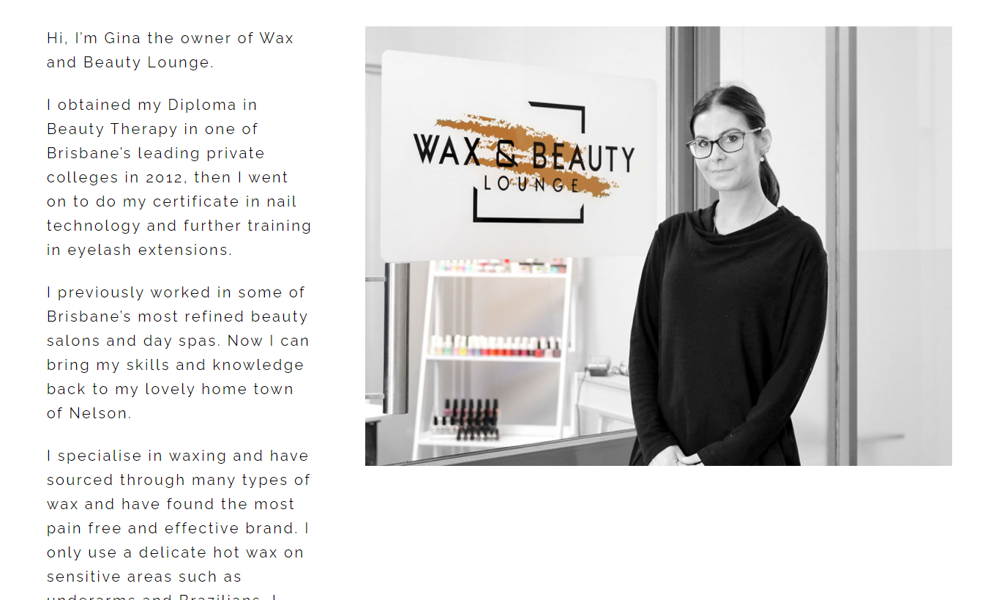 Hi, I’m Gina the owner of Wax
and Beauty Lounge.
I obtained my Diploma in
Beauty Therapy in one of
Brisbane’s leading private
colleges in 2012, then I went
on to do my certificate in nail
technology and further training
in eyelash extensions.
I previously worked in some of
Brisbane’s most refined beauty
salons and day spas. Now I can
bring my skills and knowledge
back to my lovely home town
of Nelson.
I specialise in waxing and have
sourced through many types of
wax and have found the most
pain free and effective brand. I
only use a delicate hot wax on
sensitive areas such as
underarms and Brazilians. I
WAX & BEAUTY
LOUNGE